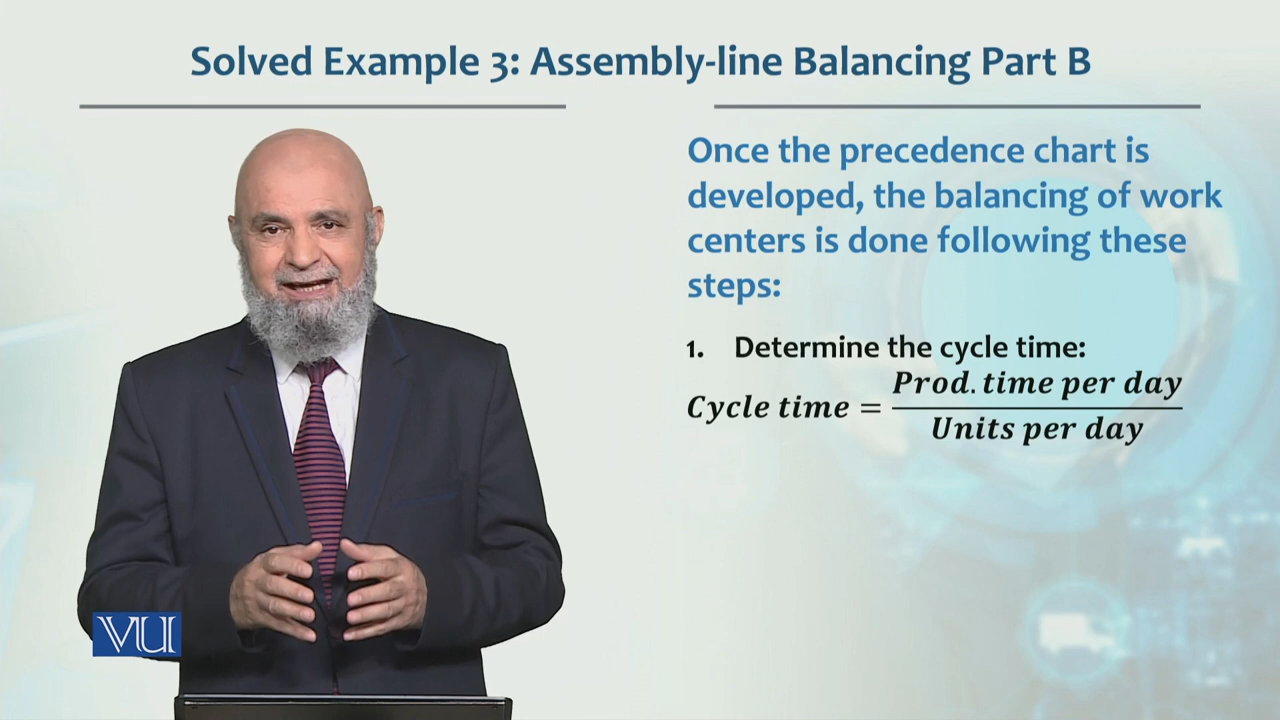 Solved Example 3: Assembly-line Balancing Part B
Once the precedence chart is
developed, the balancing of work
centers is done following these
steps:
1. Determine the cycle time:
Cycle time = Prod. time per day / Units per day
VU